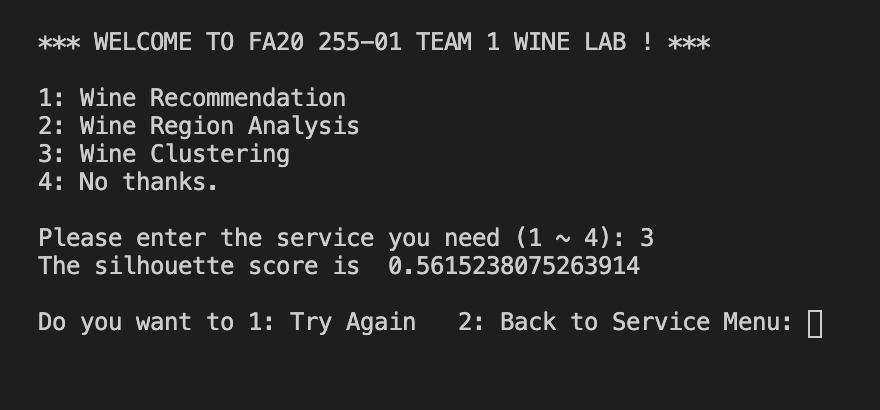 *** WELCOME TO FA20 255-01 TEAM 1 WINE LAB ! ***
1: Wine Recommendation
2: Wine Region Analysis
3: Wine Clustering
4: No thanks.
Please enter the service you need (1 ~ 4): 3
The silhouette score is  0.5615238075263914
Do you want to 1: Try Again   2: Back to Service Menu: